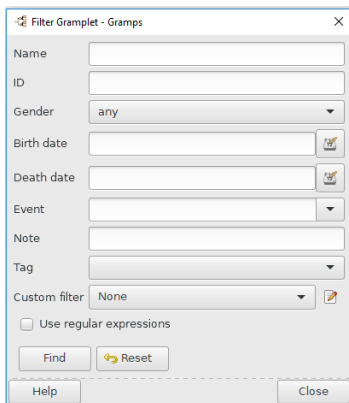 Filter Gramplet - Gramps
Name
ID
Gender any
Birth date
Death date
Event
Note
Tag
Custom filter None
Use regular expressions
Find Reset
Help Close